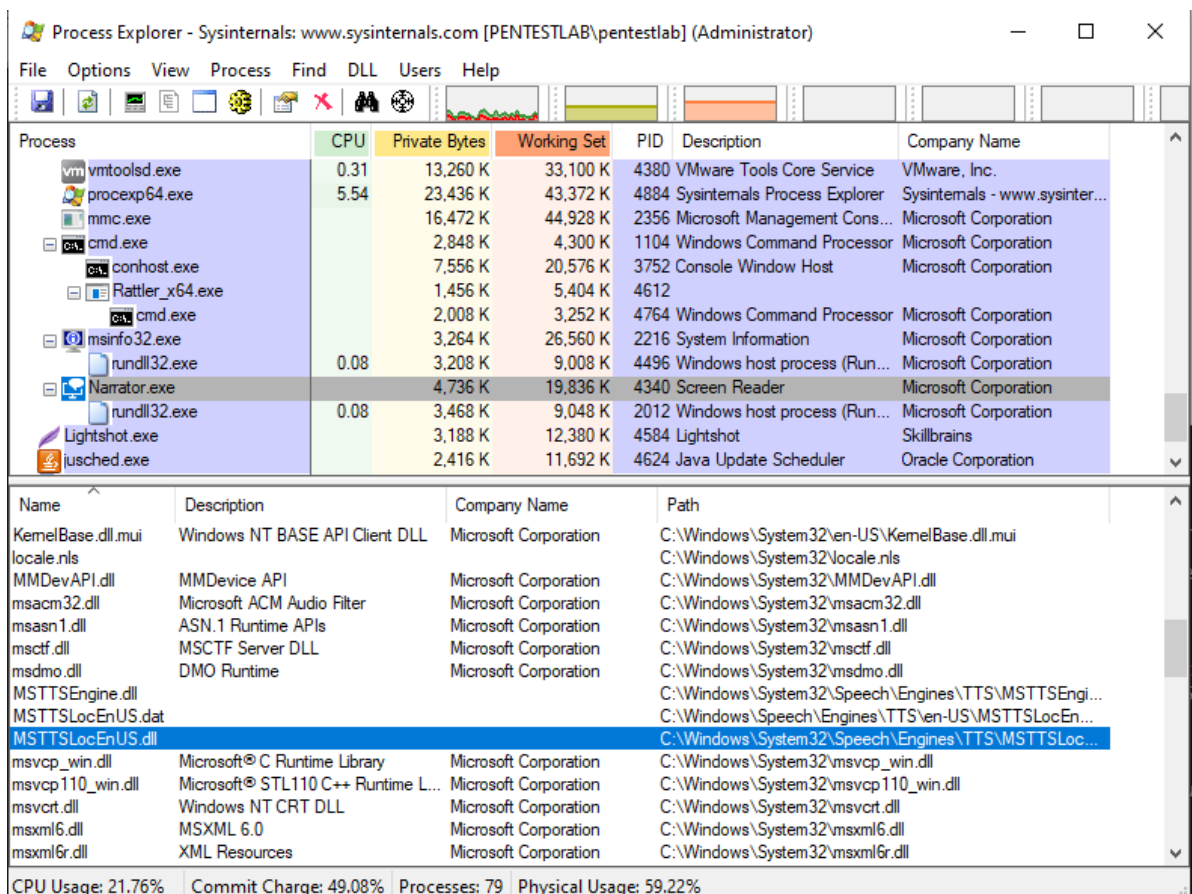 Process Explorer - Sysinternals: www.sysinternals.com [PENTESTLAB\pentestlab] (Administrator)
File Options View Process Find DLL Users Help
Process CPU Private Bytes Working Set PID Description Company Name
vm vmtoolsd.exe 0.31 13,260 K 33,100 K 4380 VMware Tools Core Service VMware, Inc.
procexp64.exe 5.54 23,436 K 43,372 K 4884 Sysinternals Process Explorer Sysinternals - www.sysinter...
mmc.exe 16,472 K 44,928 K 2356 Microsoft Management Cons... Microsoft Corporation
cmd.exe 2,848 K 4,300 K 1104 Windows Command Processor Microsoft Corporation
conhost.exe 7,556 K 20,576 K 3752 Console Window Host Microsoft Corporation
Rattler_x64.exe 1,456 K 5,404 K 4612
cmd.exe 2,008 K 3,252 K 4764 Windows Command Processor Microsoft Corporation
msinfo32.exe 3,264 K 26,560 K 2216 System Information Microsoft Corporation
rundll32.exe 0.08 3,208 K 9,008 K 4496 Windows host process (Run... Microsoft Corporation
Narrator.exe 4,736 K 19,836 K 4340 Screen Reader Microsoft Corporation
rundll32.exe 0.08 3,468 K 9,048 K 2012 Windows host process (Run... Microsoft Corporation
Lightshot.exe 3,188 K 12,380 K 4584 Lightshot Skillbrains
jusched.exe 2,416 K 11,692 K 4624 Java Update Scheduler Oracle Corporation
Name Description Company Name Path
KernelBase.dll.mui Windows NT BASE API Client DLL Microsoft Corporation C:\Windows\System32\en-US\KernelBase.dll.mui
locale.nls C:\Windows\System32\locale.nls
MMDevAPI.dll MMDevice API Microsoft Corporation C:\Windows\System32\MMDevAPI.dll
msacm32.dll Microsoft ACM Audio Filter Microsoft Corporation C:\Windows\System32\msacm32.dll
msasn1.dll ASN.1 Runtime APIs Microsoft Corporation C:\Windows\System32\msasn1.dll
msctf.dll MSCTF Server DLL Microsoft Corporation C:\Windows\System32\msctf.dll
msdmo.dll DMO Runtime Microsoft Corporation C:\Windows\System32\msdmo.dll
MSTTSEngine.dll C:\Windows\System32\Speech\Engines\TTS\MSTTSEngi...
MSTTSLocEnUS.dat C:\Windows\Speech\Engines\TTS\en-US\MSTTSLocEn...
MSTTSLocEnUS.dll C:\Windows\System32\Speech\Engines\TTS\MSTTSLoc...
msvcp_win.dll Microsoft® C Runtime Library Microsoft Corporation C:\Windows\System32\msvcp_win.dll
msvcp110_win.dll Microsoft® STL110 C++ Runtime L... Microsoft Corporation C:\Windows\System32\msvcp110_win.dll
msvcrt.dll Windows NT CRT DLL Microsoft Corporation C:\Windows\System32\msvcrt.dll
msxml6.dll MSXML 6.0 Microsoft Corporation C:\Windows\System32\msxml6.dll
msxml6r.dll XML Resources Microsoft Corporation C:\Windows\System32\msxml6r.dll
CPU Usage: 21.76% Commit Charge: 49.08% Processes: 79 Physical Usage: 59.22%